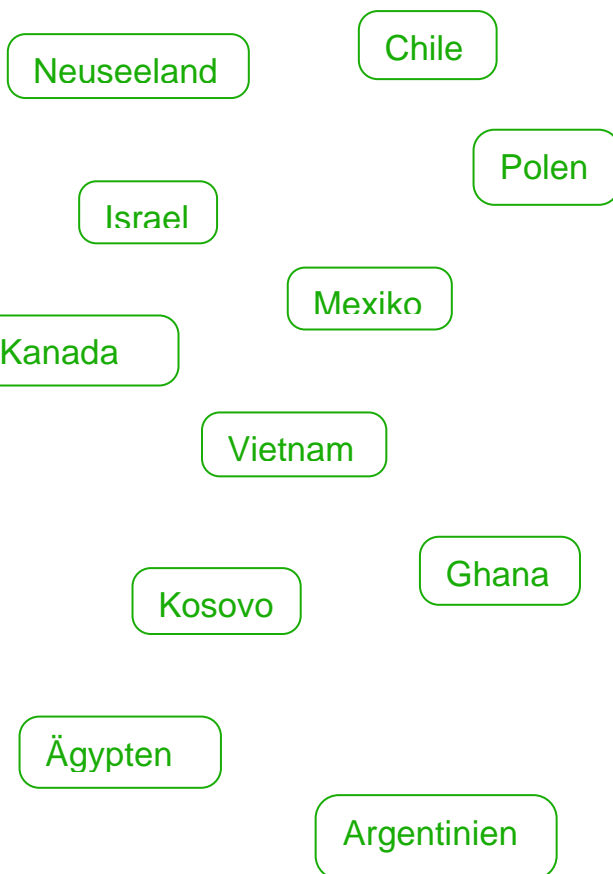 Neuseeland
Chile
Polen
Israel
Mexiko
Kanada
Vietnam
Ghana
Kosovo
Ägypten
Argentinien